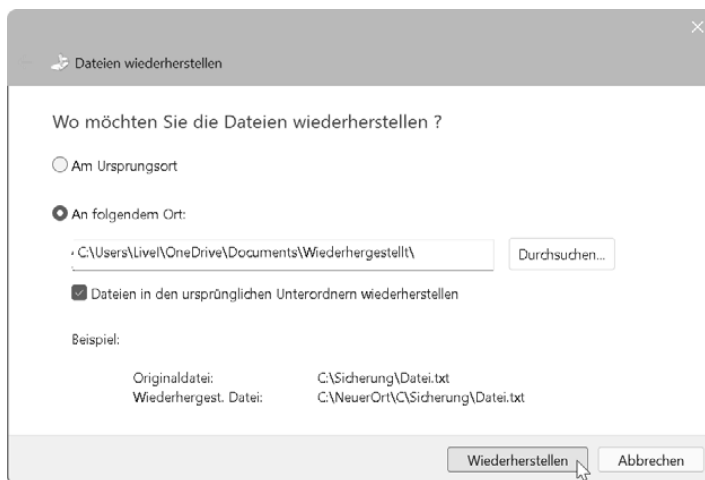 Dateien wiederherstellen
Wo möchten Sie die Dateien wiederherstellen ?
Am Ursprungsort
An folgendem Ort:
C:\Users\Livel\OneDrive\Documents\Wiederhergestellt\ Durchsuchen...
Dateien in den ursprünglichen Unterordnern wiederherstellen
Beispiel:
Originaldatei: C:\Sicherung\Datei.txt
Wiederhergest. Datei: C:\NeuerOrt\C\Sicherung\Datei.txt
Wiederherstellen Abbrechen